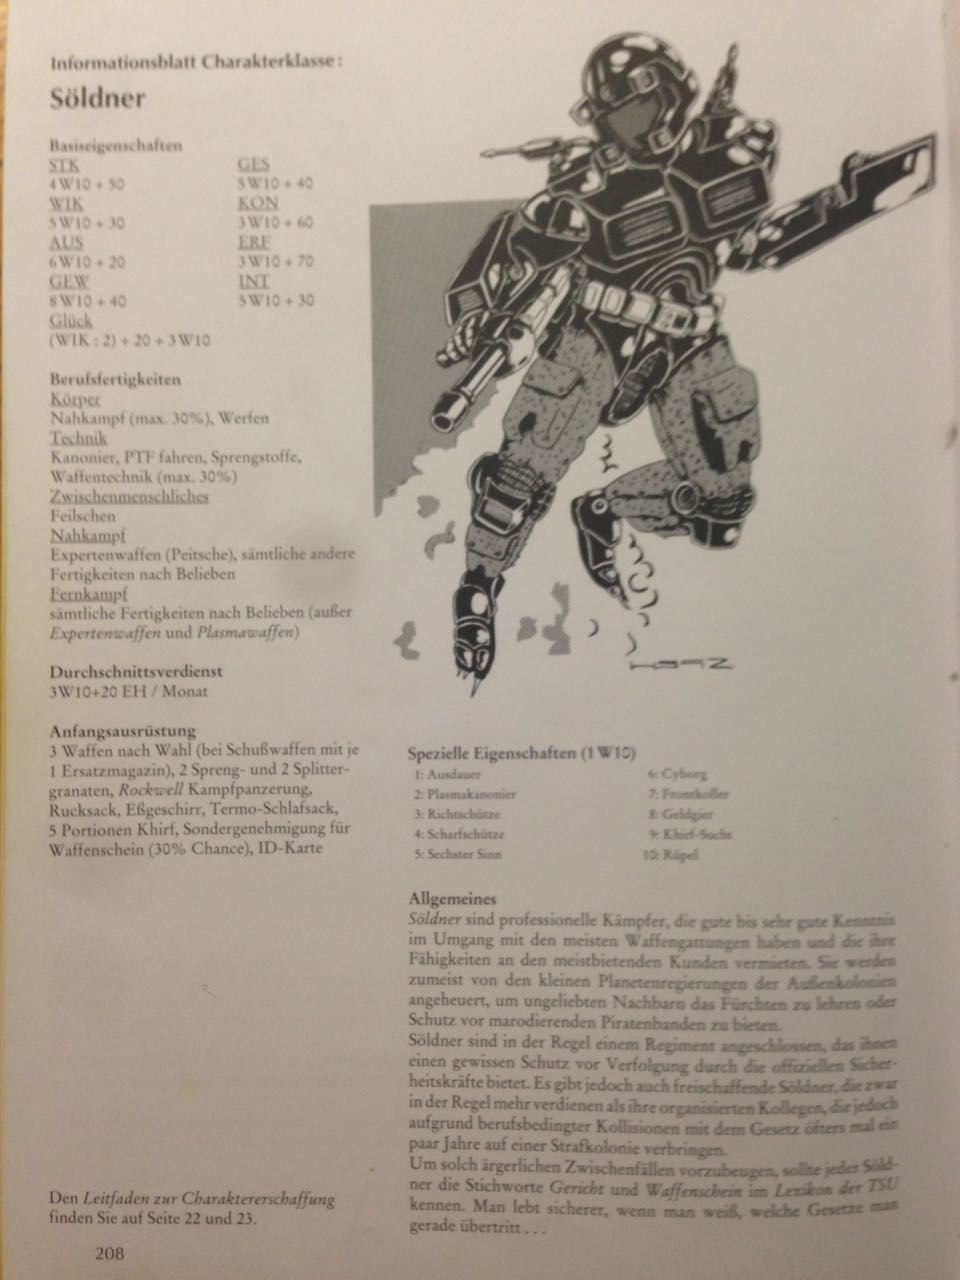 Informationsblatt Charakterklasse:
Söldner
Basiseigenschaften
STK GES
4W10 + 50 5W10 + 40
WIK KON
5W10 + 30 3W10 + 60
AUS ERF
6W10 + 20 3W10 + 70
GEW INT
8W10 + 40 5W10 + 30
Glück
(WIK : 2) + 20 + 3W10
Berufsfertigkeiten
Körper
Nahkampf (max. 30%), Werfen
Technik
Kanonier, PTF fahren, Sprengstoffe,
Waffentechnik (max. 30%)
Zwischenmenschliches
Feilschen
Nahkampf
Expertenwaffen (Peitsche), sämtliche andere
Fertigkeiten nach Belieben
Fernkampf
sämtliche Fertigkeiten nach Belieben (außer
Expertenwaffen und Plasmawaffen)
Durchschnittsverdienst
3W10+20 EH / Monat
Anfangsausrüstung
3 Waffen nach Wahl (bei Schußwaffen mit je
1 Ersatzmagazin), 2 Spreng- und 2 Splitter-
granaten, Rockwell Kampfpanzerung,
Rucksack, Eßgeschirr, Termo-Schlafsack,
5 Portionen Khirf, Sondergenehmigung für
Waffenschein (30% Chance), ID-Karte
Den Leitfaden zur Charaktererschaffung
finden Sie auf Seite 22 und 23.
208
Spezielle Eigenschaften (1W10)
1: Ausdauer 6: Cyborg
2: Plasmakanonier 7: Frontkoller
3: Richtschütze 8: Geldgier
4: Scharfschütze 9: Khirf-Sucht
5: Sechster Sinn 10: Rüpel
Allgemeines
Söldner sind professionelle Kämpfer, die gute bis sehr gute Kenntnis
im Umgang mit den meisten Waffengattungen haben und die ihre
Fähigkeiten an den meistbietenden Kunden vermieten. Sie werden
zumeist von den kleinen Planetenregierungen der Außenkolonien
angeheuert, um ungeliebten Nachbarn das Fürchten zu lehren oder
Schutz vor marodierenden Piratenbanden zu bieten.
Söldner sind in der Regel einem Regiment angeschlossen, das ihnen
einen gewissen Schutz vor Verfolgung durch die offiziellen Sicher-
heitskräfte bietet. Es gibt jedoch auch freischaffende Söldner, die zwar
in der Regel mehr verdienen als ihre organisierten Kollegen, die jedoch
aufgrund berufsbedingter Kollisionen mit dem Gesetz öfters mal ein
paar Jahre auf einer Strafkolonie verbringen.
Um solch ärgerlichen Zwischenfällen vorzubeugen, sollte jeder Söld-
ner die Stichworte Gericht und Waffenschein im Lexikon der TSU
kennen. Man lebt sicherer, wenn man weiß, welche Gesetze man
gerade übertritt . . .